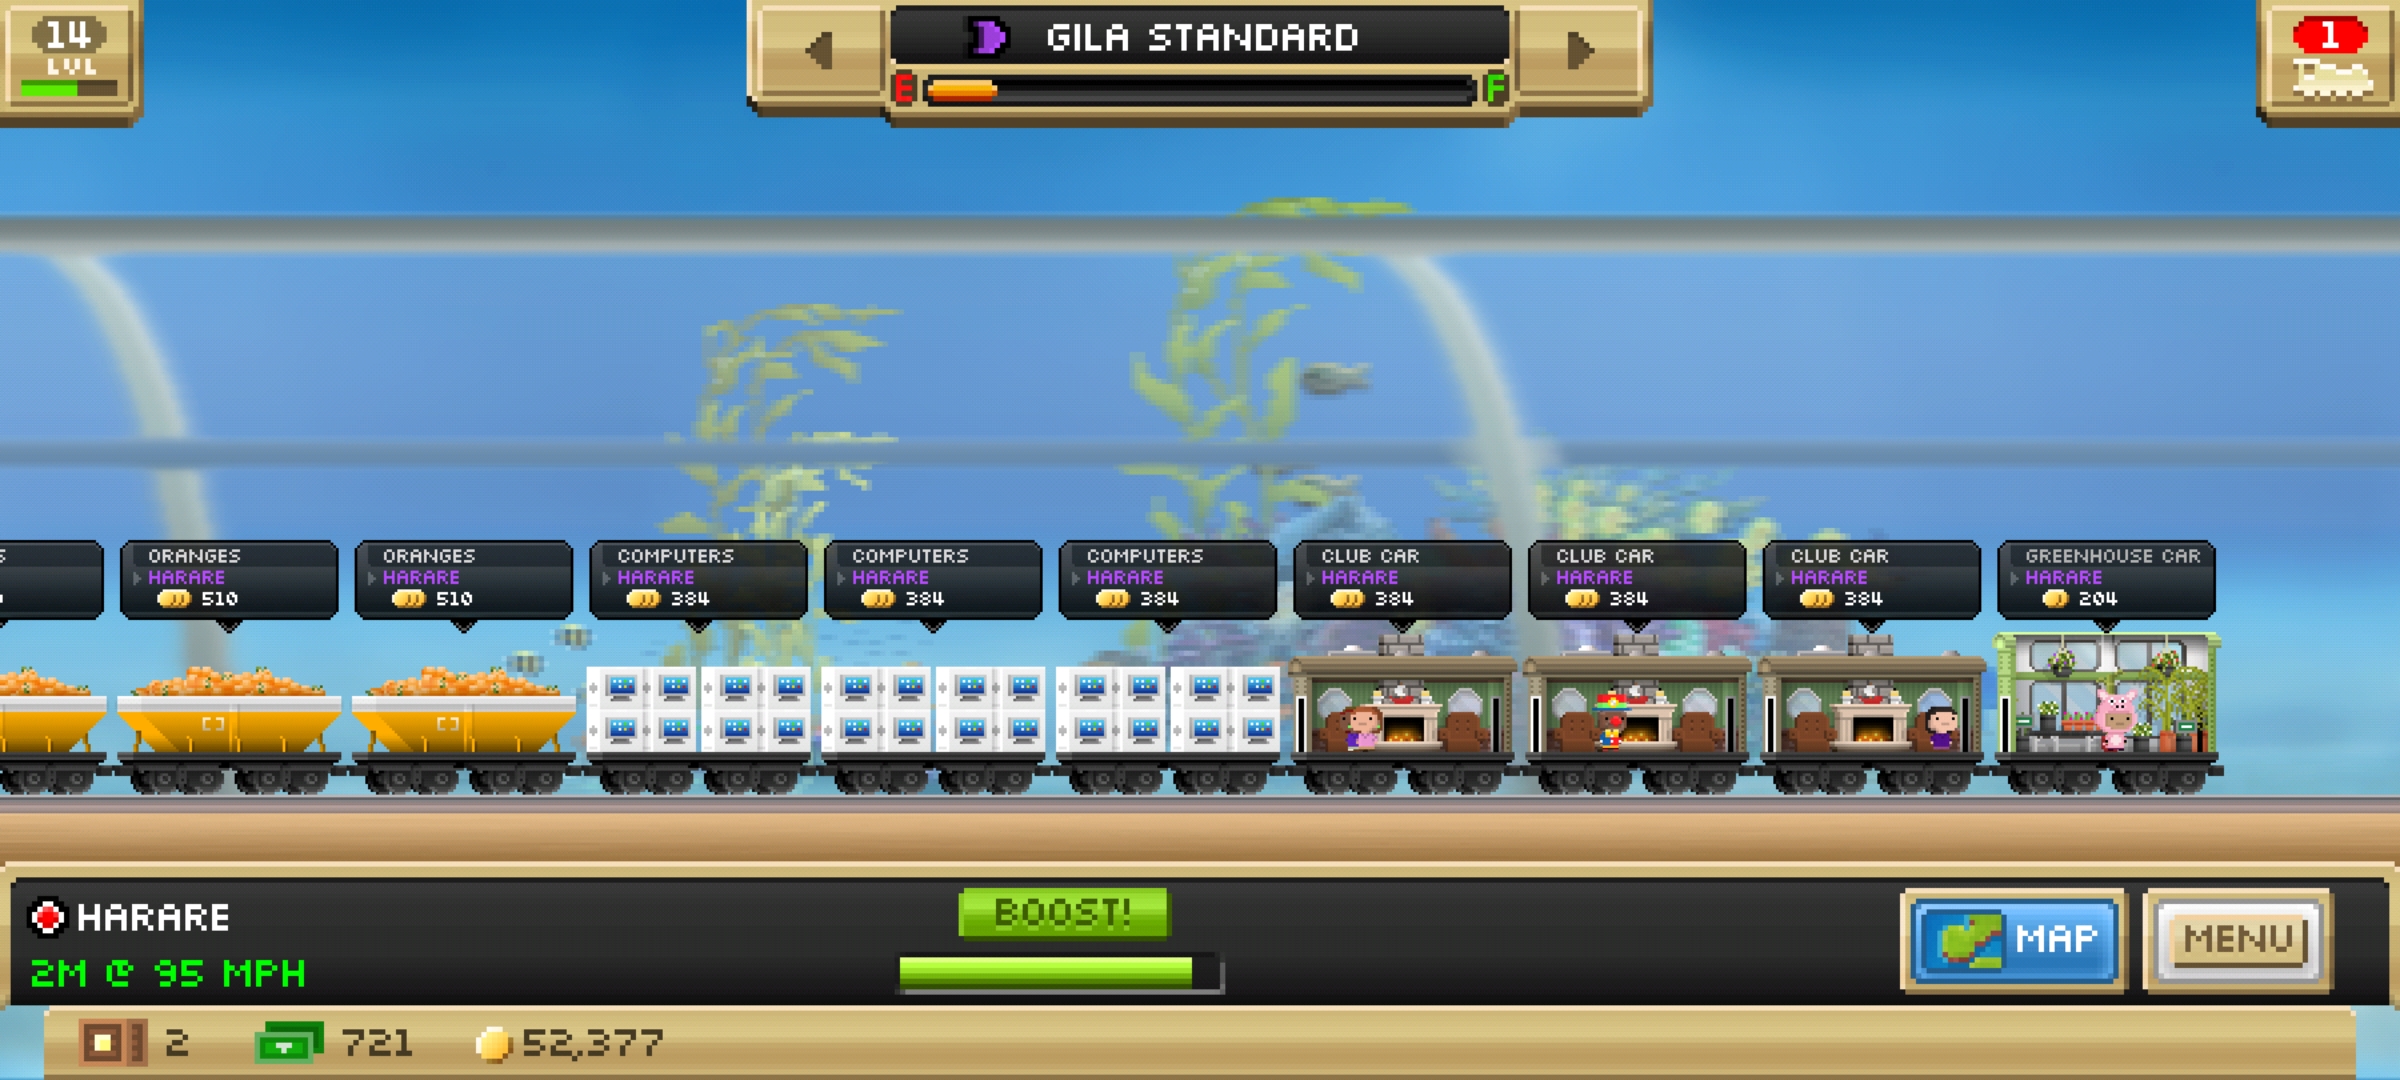 14
LVL
GILA STANDARD
E
F
1
S
ORANGES
HARARE
510
ORANGES
HARARE
510
COMPUTERS
HARARE
384
COMPUTERS
HARARE
384
COMPUTERS
HARARE
384
CLUB CAR
HARARE
384
CLUB CAR
HARARE
384
CLUB CAR
HARARE
384
GREENHOUSE CAR
HARARE
204
HARARE
2M @ 95 MPH
BOOST!
MAP
MENU
2
721
52,377